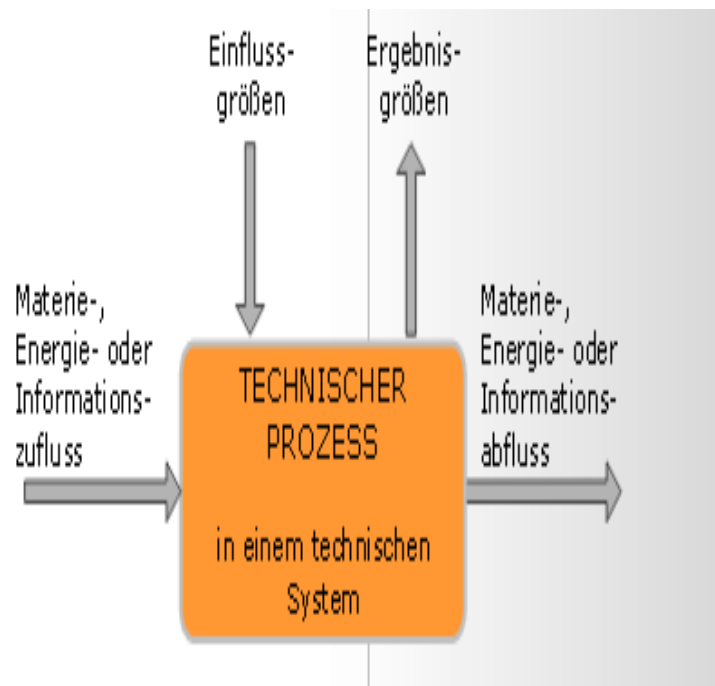 Einfluss-
größen
Ergebnis-
größen
Materie-,
Energie- oder
Informations-
zufluss
TECHNISCHER
PROZESS
in einem technischen
System
Materie-,
Energie- oder
Informations-
abfluss